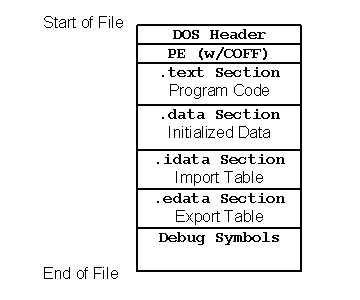 Start of File
DOS Header
PE (w/COFF)
.text Section
Program Code
.data Section
Initialized Data
.idata Section
Import Table
.edata Section
Export Table
Debug Symbols
End of File